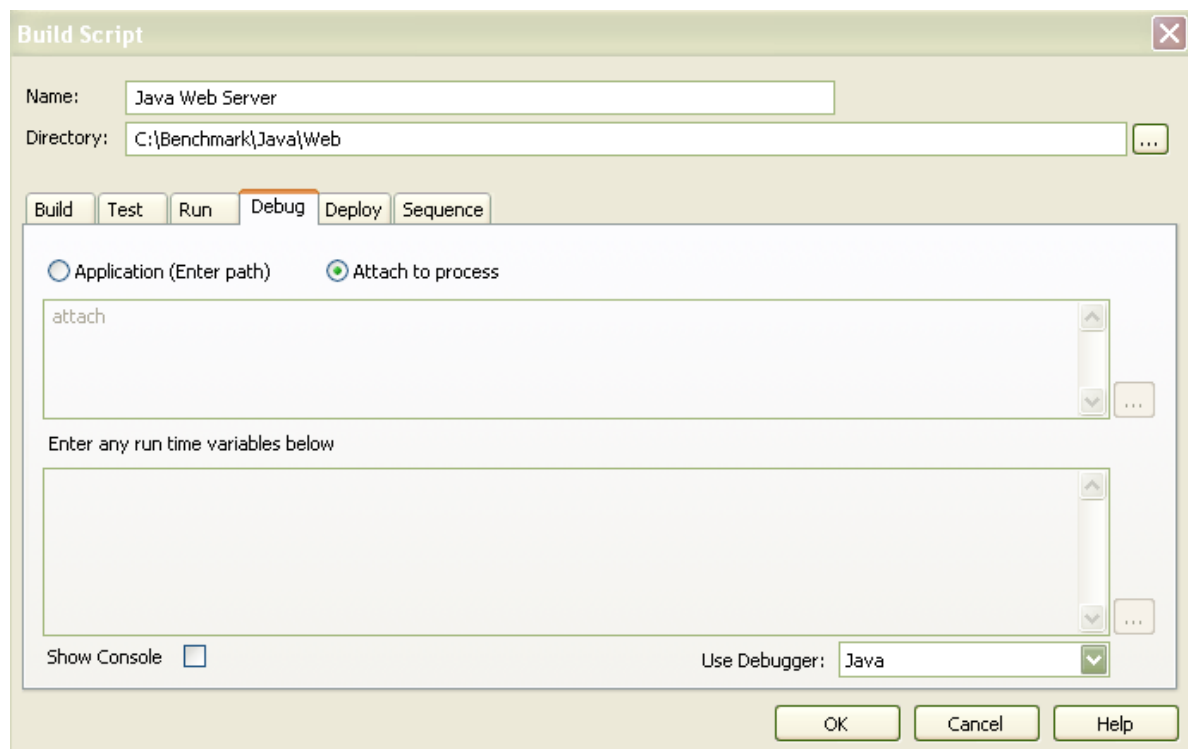 Build Script
Name: Java Web Server
Directory: C:\Benchmark\Java\Web ...
Build Test Run Debug Deploy Sequence
Application (Enter path) Attach to process
attach
...
Enter any run time variables below
...
Show Console Use Debugger: Java
OK Cancel Help